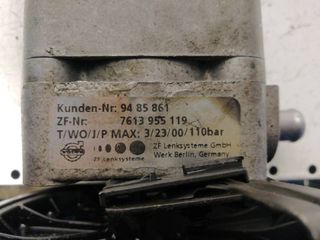 Kunden-Nr: 94 85 861
ZF-Nr: 7613 955 119
T/WO/J/P MAX: 3/23/00/110bar
ZF Lenksysteme GmbH
ZF Lenksysteme Werk Berlin, Germany